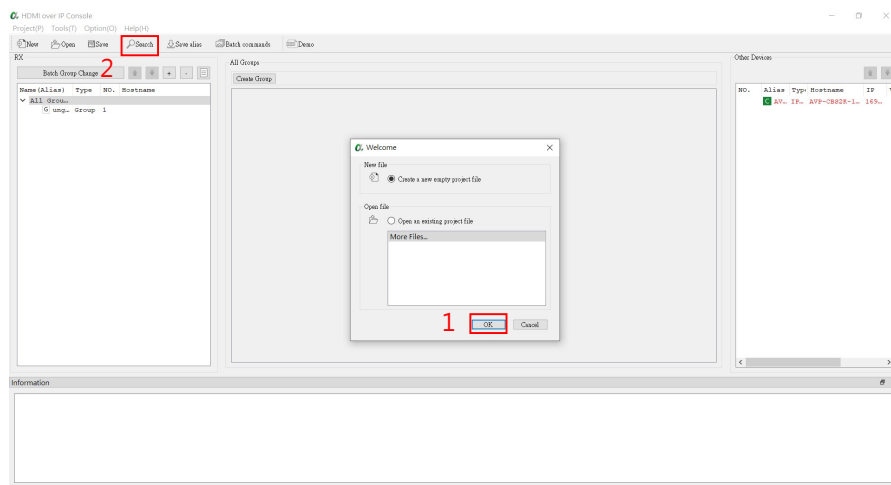 HDMI over IP Console
Project(P) Tools(T) Option(O) Help(H)
New Open Save Search Save alias Batch commands Demo
2
RX
All Groups
Other Devices
Batch Group Change + -
Create Group
Name(Alias) Type NO. Hostname
NO. Alias Typ Hostname IP
All Grou…
C AV… IP… AVP-CBS2K-1… 169…
G ung… Group 1
Welcome
New file
Create a new empty project file
Open file
Open an existing project file
More Files…
1
OK Cancel
Information